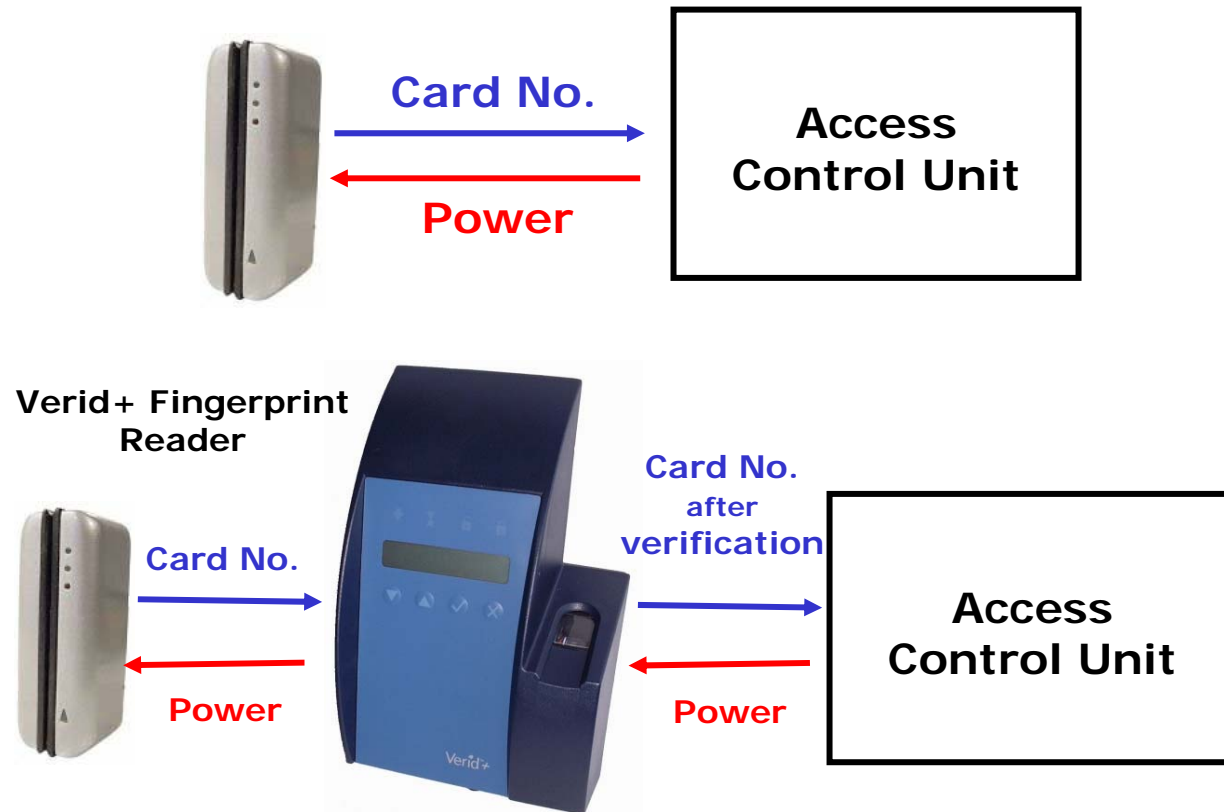 Card No.
Power
Access
Control Unit
Verid+ Fingerprint
Reader
Card No.
Power
Verid+
Card No.
after
verification
Power
Access
Control Unit